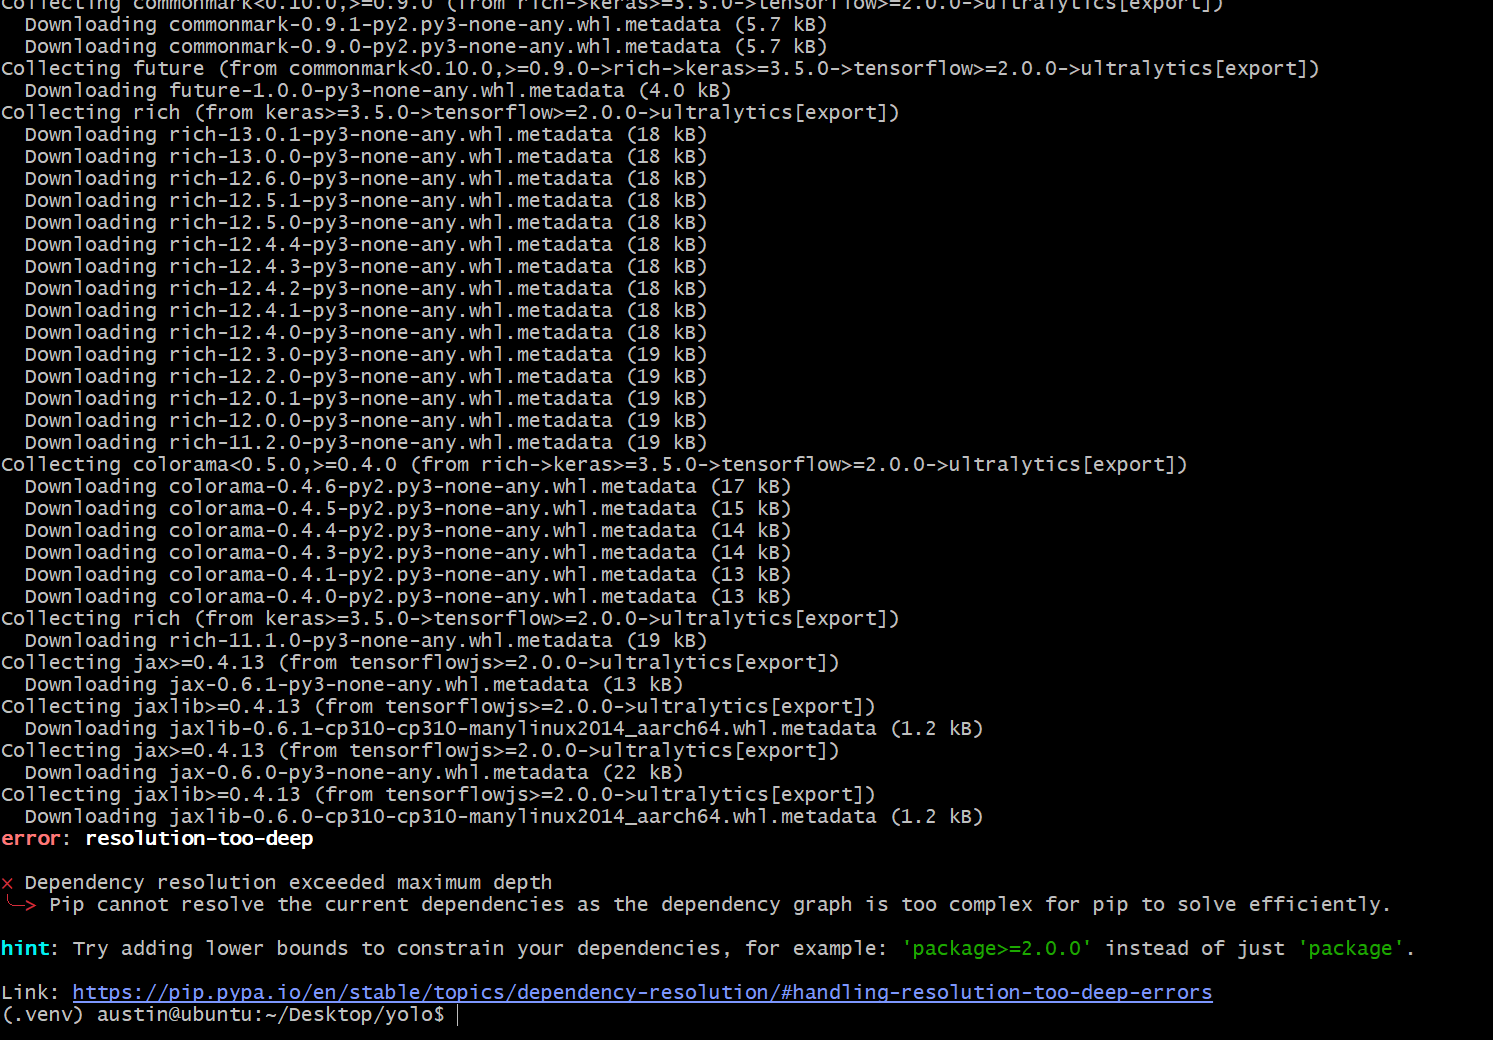 Collecting commonmark<0.10.0,>=0.9.0 (from rich->keras>=3.5.0->tensorflow>=2.0.0->ultralytics[export])
  Downloading commonmark-0.9.1-py2.py3-none-any.whl.metadata (5.7 kB)
  Downloading commonmark-0.9.0-py2.py3-none-any.whl.metadata (5.7 kB)
Collecting future (from commonmark<0.10.0,>=0.9.0->rich->keras>=3.5.0->tensorflow>=2.0.0->ultralytics[export])
  Downloading future-1.0.0-py3-none-any.whl.metadata (4.0 kB)
Collecting rich (from keras>=3.5.0->tensorflow>=2.0.0->ultralytics[export])
  Downloading rich-13.0.1-py3-none-any.whl.metadata (18 kB)
  Downloading rich-13.0.0-py3-none-any.whl.metadata (18 kB)
  Downloading rich-12.6.0-py3-none-any.whl.metadata (18 kB)
  Downloading rich-12.5.1-py3-none-any.whl.metadata (18 kB)
  Downloading rich-12.5.0-py3-none-any.whl.metadata (18 kB)
  Downloading rich-12.4.4-py3-none-any.whl.metadata (18 kB)
  Downloading rich-12.4.3-py3-none-any.whl.metadata (18 kB)
  Downloading rich-12.4.2-py3-none-any.whl.metadata (18 kB)
  Downloading rich-12.4.1-py3-none-any.whl.metadata (18 kB)
  Downloading rich-12.4.0-py3-none-any.whl.metadata (18 kB)
  Downloading rich-12.3.0-py3-none-any.whl.metadata (19 kB)
  Downloading rich-12.2.0-py3-none-any.whl.metadata (19 kB)
  Downloading rich-12.0.1-py3-none-any.whl.metadata (19 kB)
  Downloading rich-12.0.0-py3-none-any.whl.metadata (19 kB)
  Downloading rich-11.2.0-py3-none-any.whl.metadata (19 kB)
Collecting colorama<0.5.0,>=0.4.0 (from rich->keras>=3.5.0->tensorflow>=2.0.0->ultralytics[export])
  Downloading colorama-0.4.6-py2.py3-none-any.whl.metadata (17 kB)
  Downloading colorama-0.4.5-py2.py3-none-any.whl.metadata (15 kB)
  Downloading colorama-0.4.4-py2.py3-none-any.whl.metadata (14 kB)
  Downloading colorama-0.4.3-py2.py3-none-any.whl.metadata (14 kB)
  Downloading colorama-0.4.1-py2.py3-none-any.whl.metadata (13 kB)
  Downloading colorama-0.4.0-py2.py3-none-any.whl.metadata (13 kB)
Collecting rich (from keras>=3.5.0->tensorflow>=2.0.0->ultralytics[export])
  Downloading rich-11.1.0-py3-none-any.whl.metadata (19 kB)
Collecting jax>=0.4.13 (from tensorflowjs>=2.0.0->ultralytics[export])
  Downloading jax-0.6.1-py3-none-any.whl.metadata (13 kB)
Collecting jaxlib>=0.4.13 (from tensorflowjs>=2.0.0->ultralytics[export])
  Downloading jaxlib-0.6.1-cp310-cp310-manylinux2014_aarch64.whl.metadata (1.2 kB)
Collecting jax>=0.4.13 (from tensorflowjs>=2.0.0->ultralytics[export])
  Downloading jax-0.6.0-py3-none-any.whl.metadata (22 kB)
Collecting jaxlib>=0.4.13 (from tensorflowjs>=2.0.0->ultralytics[export])
  Downloading jaxlib-0.6.0-cp310-cp310-manylinux2014_aarch64.whl.metadata (1.2 kB)
error: resolution-too-deep
× Dependency resolution exceeded maximum depth
╰─> Pip cannot resolve the current dependencies as the dependency graph is too complex for pip to solve efficiently.
hint: Try adding lower bounds to constrain your dependencies, for example: 'package>=2.0.0' instead of just 'package'.
Link: https://pip.pypa.io/en/stable/topics/dependency-resolution/#handling-resolution-too-deep-errors
(.venv) austin@ubuntu:~/Desktop/yolo$